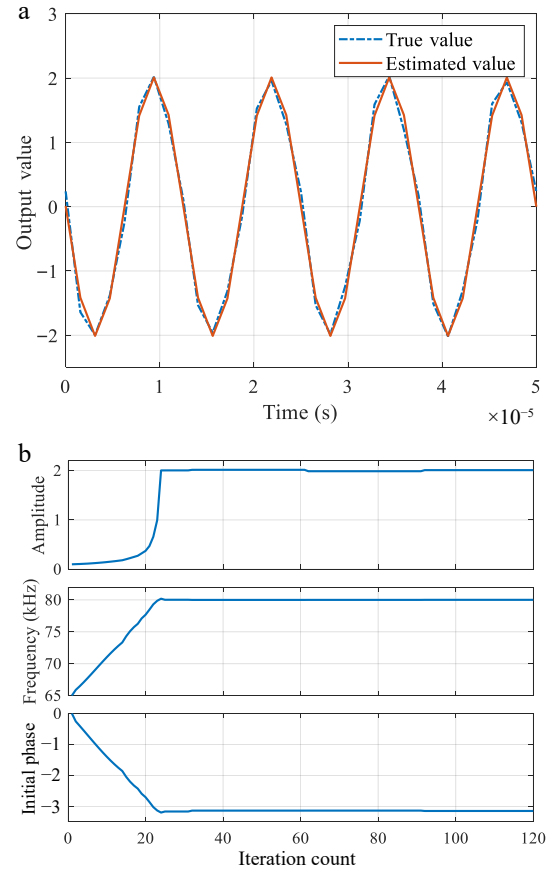 a
Output value
3
2
1
0
−1
−2
True value
Estimated value
0 1 2 3 4 5
Time (s)
×10⁻⁵
b
Amplitude
2
1
0
Frequency (kHz)
80
75
70
65
Initial phase
0
−1
−2
−3
0 20 40 60 80 100 120
Iteration count